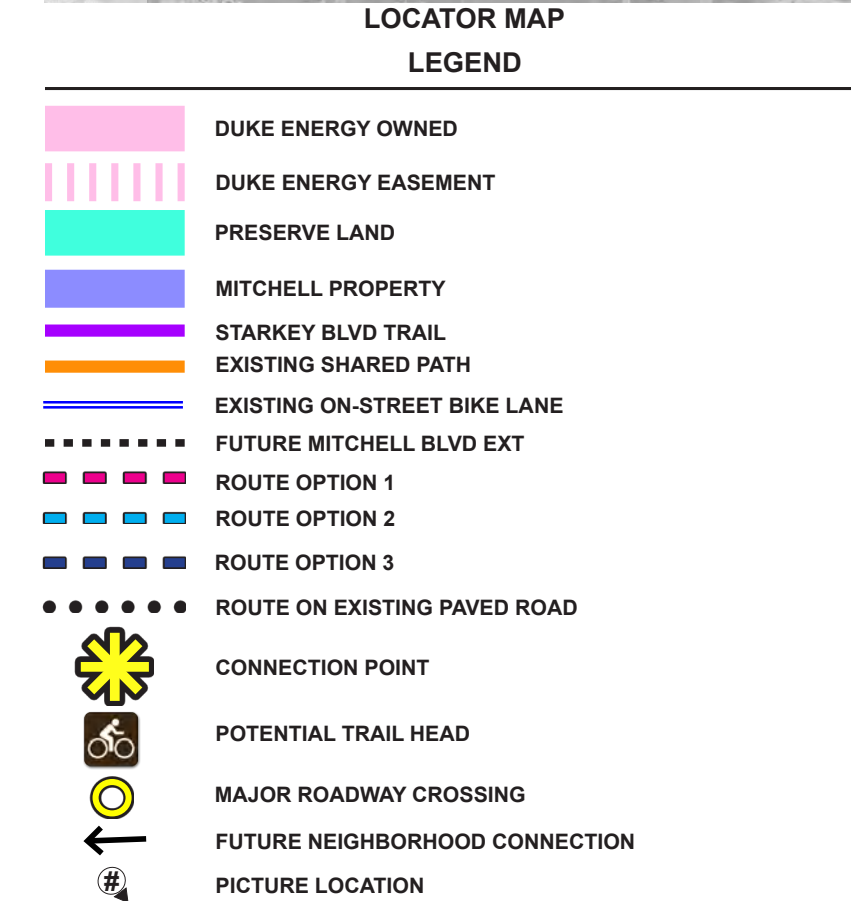 LOCATOR MAP
LEGEND
DUKE ENERGY OWNED
DUKE ENERGY EASEMENT
PRESERVE LAND
MITCHELL PROPERTY
STARKEY BLVD TRAIL
EXISTING SHARED PATH
EXISTING ON-STREET BIKE LANE
FUTURE MITCHELL BLVD EXT
ROUTE OPTION 1
ROUTE OPTION 2
ROUTE OPTION 3
ROUTE ON EXISTING PAVED ROAD
CONNECTION POINT
POTENTIAL TRAIL HEAD
MAJOR ROADWAY CROSSING
FUTURE NEIGHBORHOOD CONNECTION
# PICTURE LOCATION